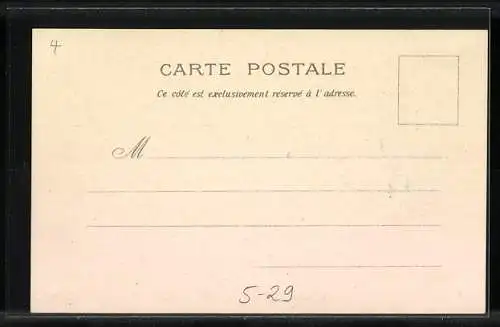 4
CARTE POSTALE
Ce côté est exclusivement réservé à l'adresse.
M
5-29